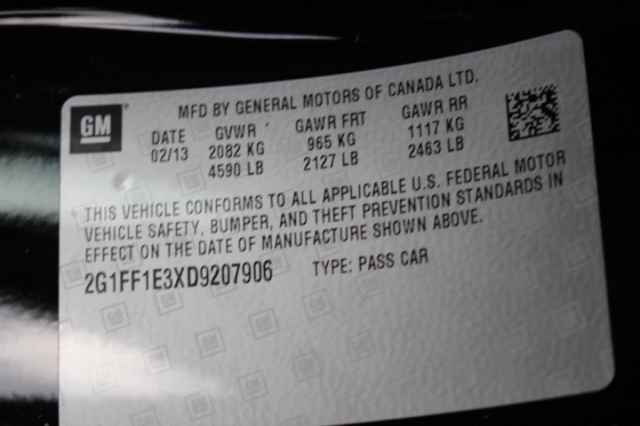 GM
MFD BY GENERAL MOTORS OF CANADA LTD.
DATE GVWR GAWR FRT GAWR RR
02/13 2082 KG 965 KG 1117 KG
4590 LB 2127 LB 2463 LB
THIS VEHICLE CONFORMS TO ALL APPLICABLE U.S. FEDERAL MOTOR
VEHICLE SAFETY, BUMPER, AND THEFT PREVENTION STANDARDS IN
EFFECT ON THE DATE OF MANUFACTURE SHOWN ABOVE.
2G1FF1E3XD9207906 TYPE: PASS CAR